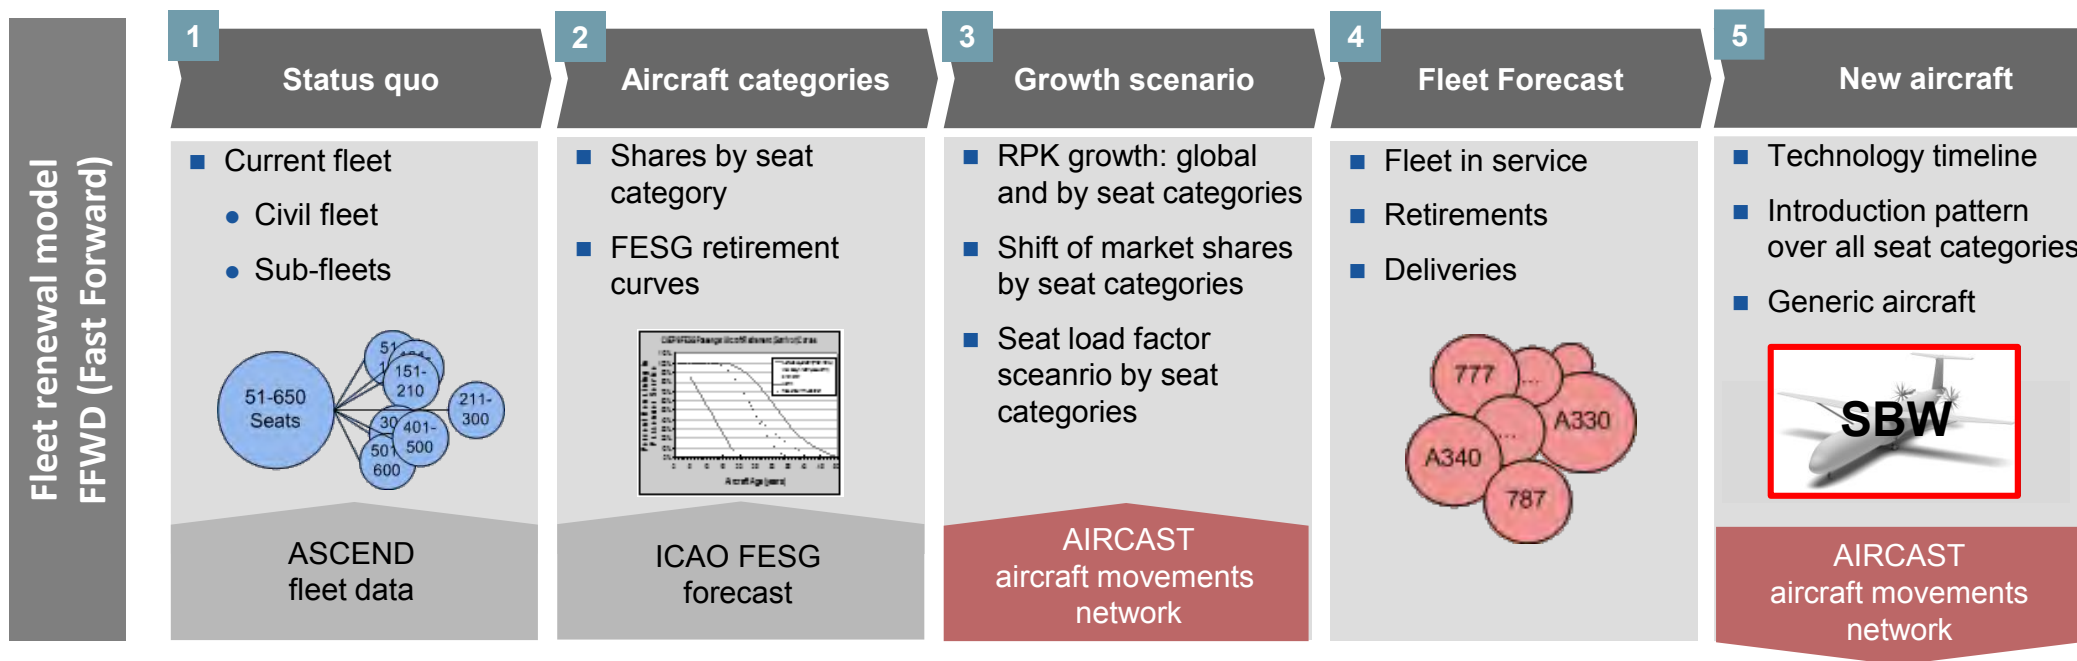 Fleet renewal model
FFWD (Fast Forward)
1
Status quo
Current fleet
Civil fleet
Sub-fleets
51-650
Seats
51
151-
210
211-
300
30
401-
500
501
600
ASCEND
fleet data
2
Aircraft categories
Shares by seat
category
FESG retirement
curves
Aircraft Age (years)
ICAO FESG
forecast
3
Growth scenario
RPK growth: global
and by seat categories
Shift of market shares
by seat categories
Seat load factor
sceanrio by seat
categories
AIRCAST
aircraft movements
network
4
Fleet Forecast
Fleet in service
Retirements
Deliveries
777
...
A330
...
A340
787
5
New aircraft
Technology timeline
Introduction pattern
over all seat categories
Generic aircraft
SBW
AIRCAST
aircraft movements
network